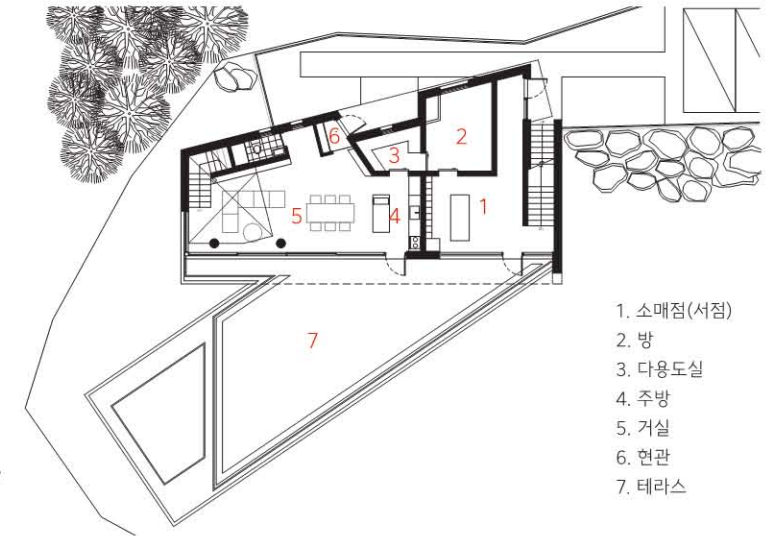 6
2
3
1
5
4
7
1. 소매점(서점)
2. 방
3. 다용도실
4. 주방
5. 거실
6. 현관
7. 테라스